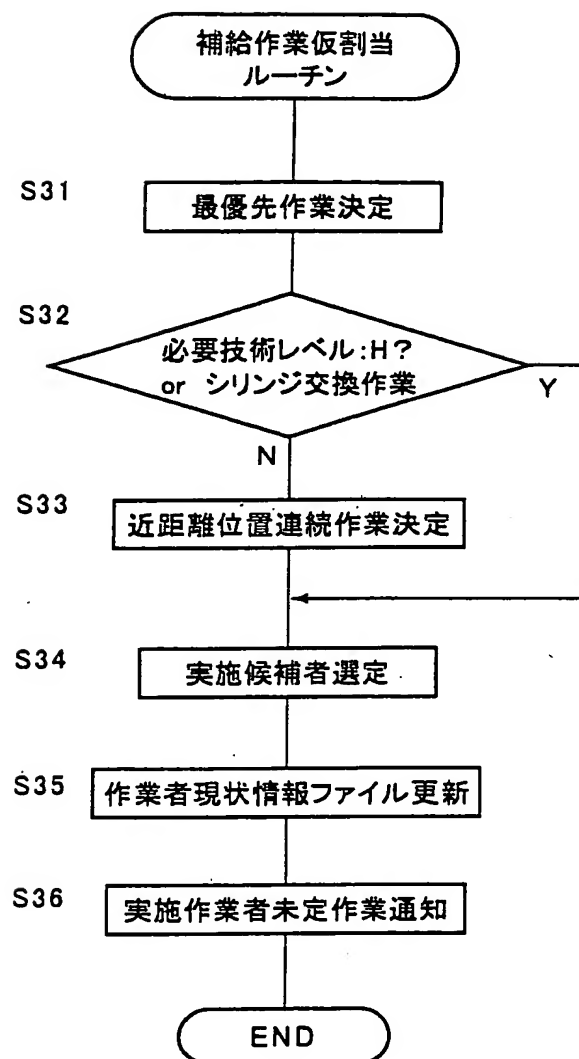 補給作業仮割当
ルーチン
S31
最優先作業決定
S32
必要技術レベル:H?
or シリンジ交換作業
Y
N
S33
近距離位置連続作業決定
S34
実施候補者選定
S35
作業者現状情報ファイル更新
S36
実施作業者未定作業通知
END